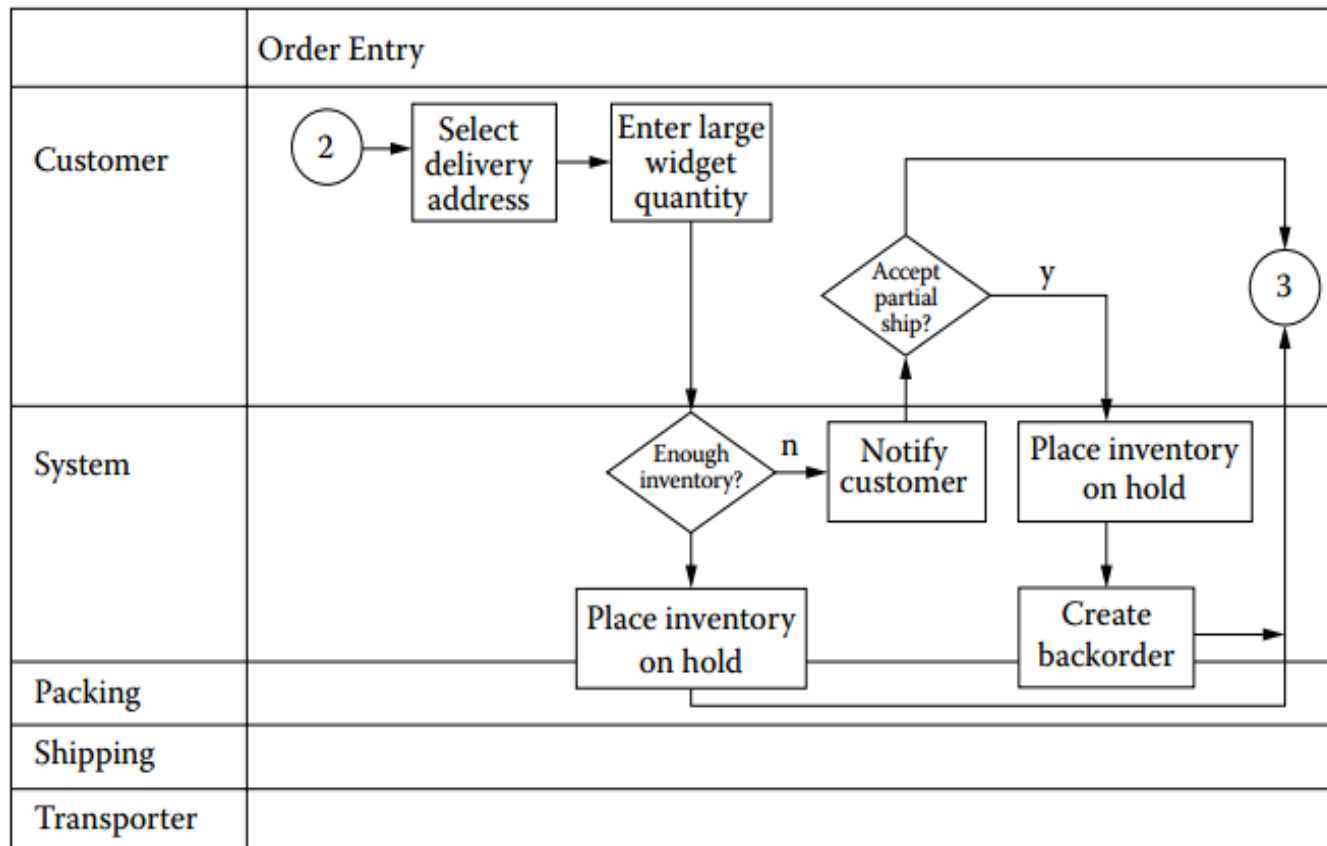 Order Entry
Customer
2
Select
delivery
address
Enter large
widget
quantity
Accept
partial
ship?
y
3
System
Enough
inventory?
n
Notify
customer
Place inventory
on hold
Place inventory
on hold
Create
backorder
Packing
Shipping
Transporter